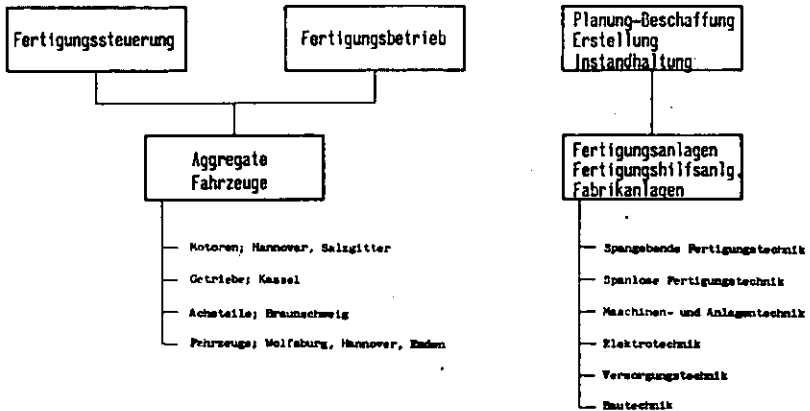 Fertigungssteuerung
Fertigungsbetrieb
Planung-Beschaffung
Erstellung
Instandhaltung
Aggregate
Fahrzeuge
Fertigungsanlagen
Fertigungshilfsanlg.
Fabrikanlagen
Motoren; Hannover, Salzgitter
Getriebe; Kassel
Achsteile; Braunschweig
Fahrzeuge; Wolfsburg, Hannover, Emden
Spangebende Fertigungstechnik
Spanlose Fertigungstechnik
Maschinen- und Anlagentechnik
Elektrotechnik
Versorgungstechnik
Bautechnik